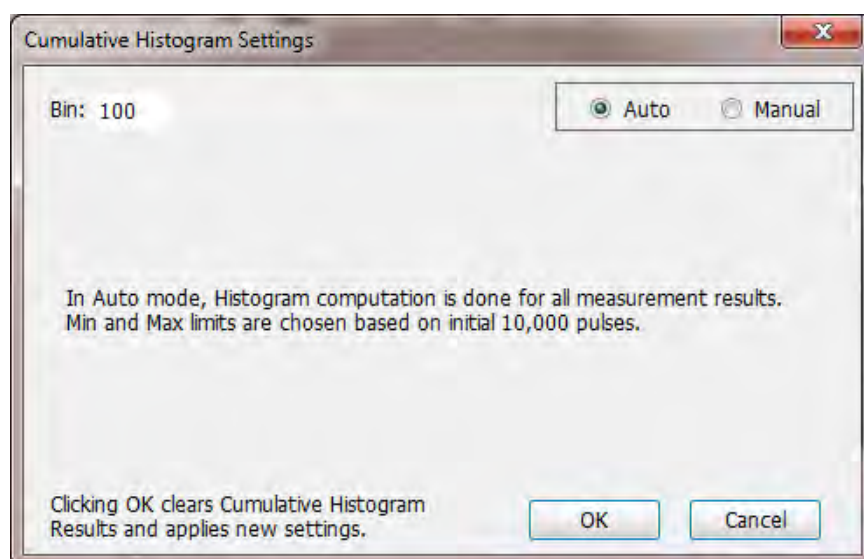 Cumulative Histogram Settings
X
Bin: 100
Auto
Manual
In Auto mode, Histogram computation is done for all measurement results.
Min and Max limits are chosen based on initial 10,000 pulses.
Clicking OK clears Cumulative Histogram
Results and applies new settings.
OK
Cancel